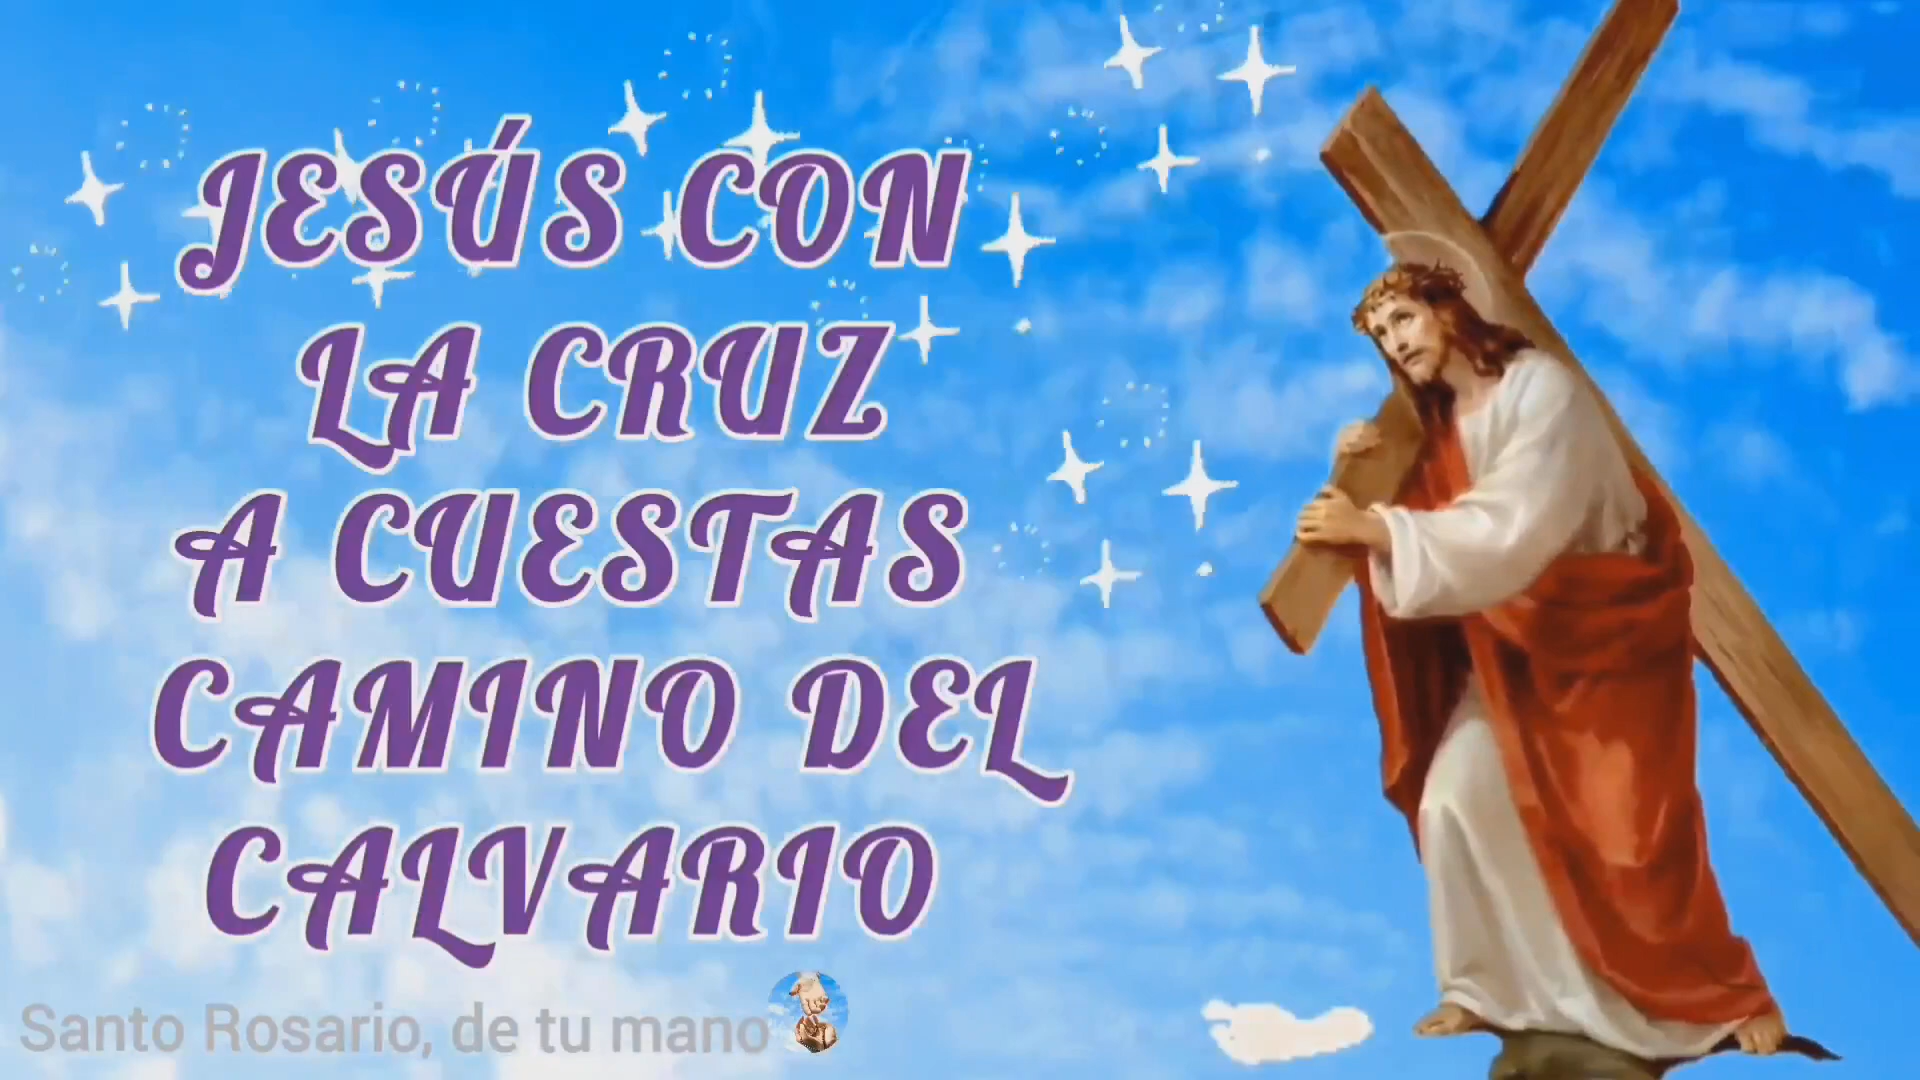 JESÚS CON
LA CRUZ
A CUESTAS
CAMINO DEL
CALVARIO
Santo Rosario, de tu mano